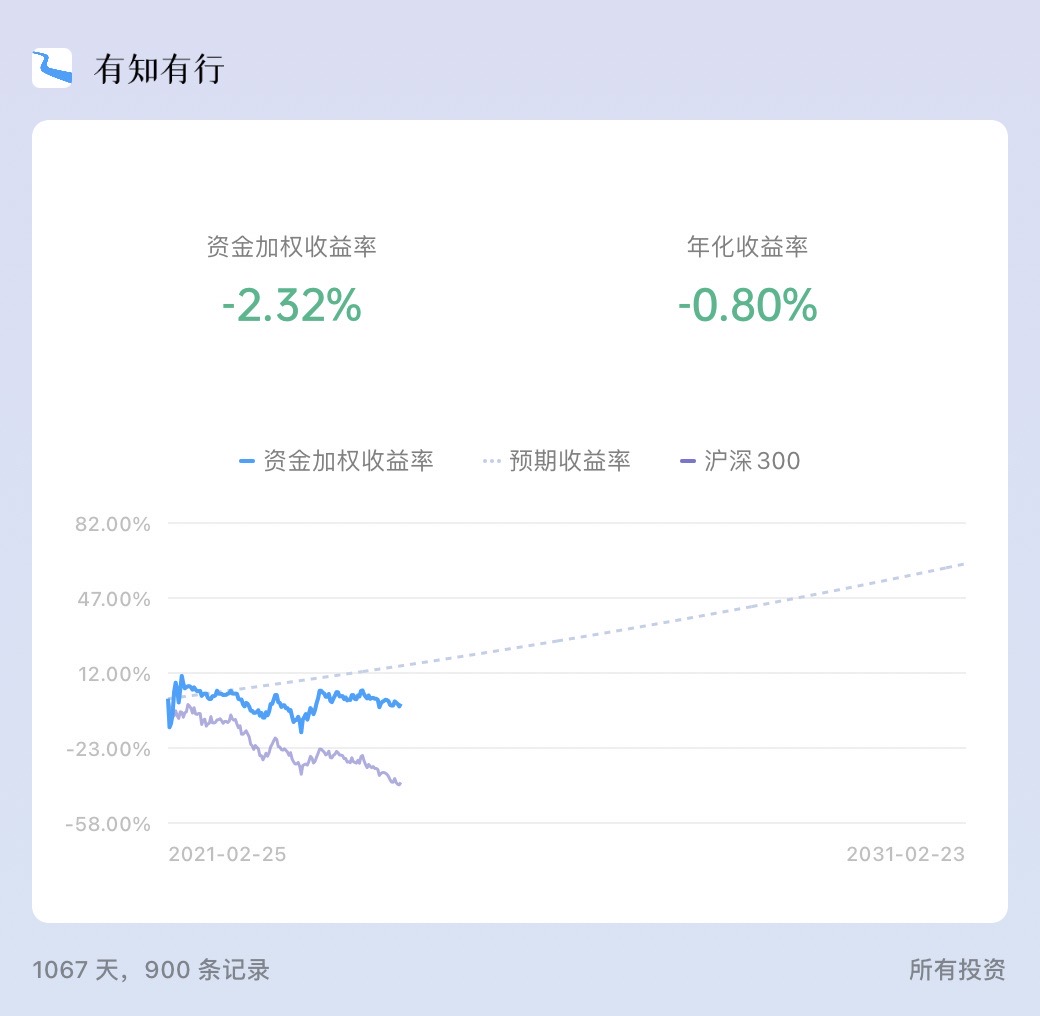 有知有行
资金加权收益率 年化收益率
-2.32% -0.80%
资金加权收益率 预期收益率 沪深300
82.00%
47.00%
12.00%
-23.00%
-58.00%
2021-02-25 2031-02-23
1067 天，900 条记录 所有投资